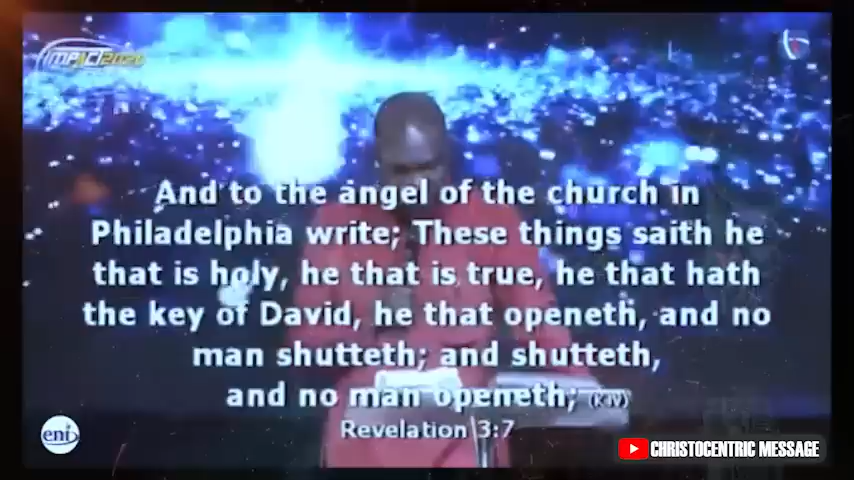 IMPACT2020
And to the angel of the church in
Philadelphia write; These things saith he
that is holy, he that is true, he that hath
the key of David, he that openeth, and no
man shutteth; and shutteth,
and no man openeth; (KJV)
Revelation 3:7
eni
CHRISTOCENTRIC MESSAGE